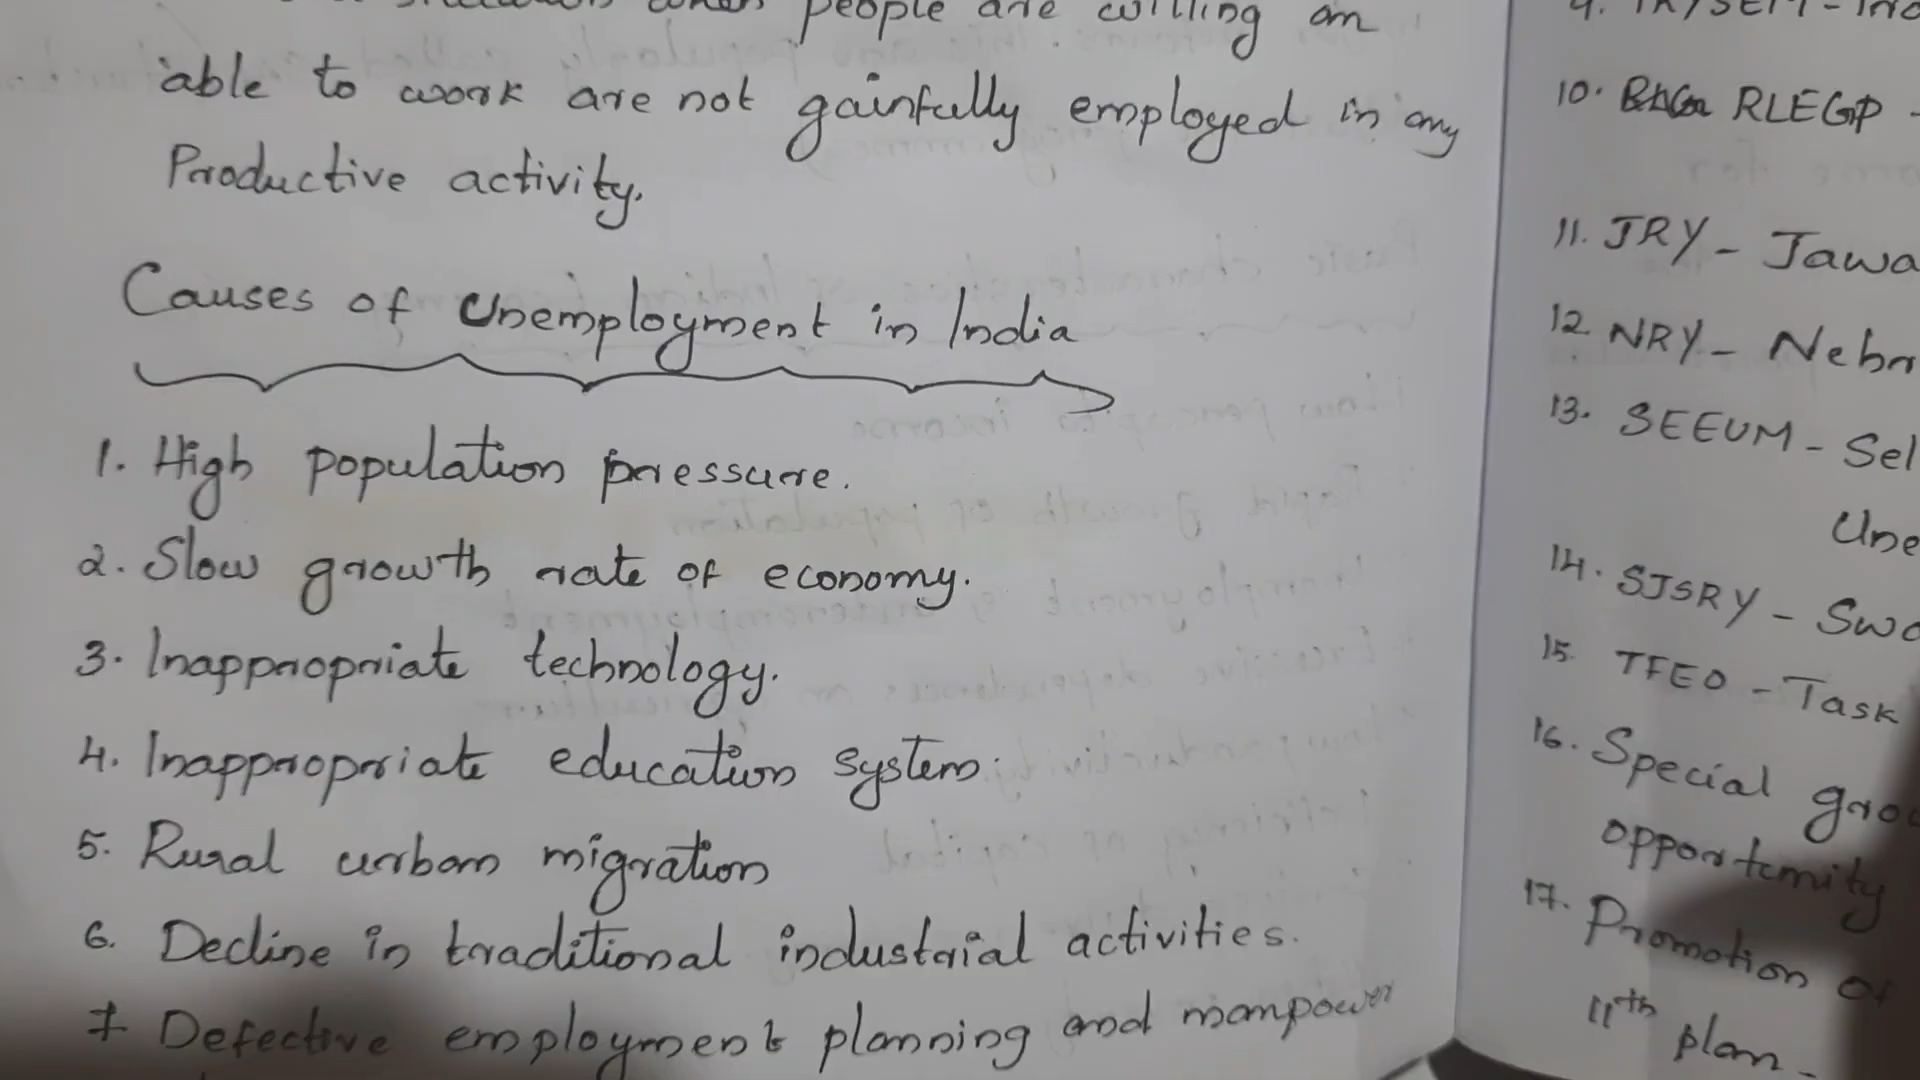 people are willing an
able to work are not gainfully employed in any
Productive activity.
Causes of Unemployment in India
1. High population pressure.
2. Slow growth rate of economy.
3. Inappropriate technology.
4. Inappropriate education system.
5. Rural urban migration
6. Decline in traditional industrial activities.
7 Defective employment planning and manpower
10. RLEGP -
11. JRY - Jawa
12 NRY - Nehr
13. SEEUM - Sel
Une
14. SJSRY - Swa
15. TFEO - Task
16. Special grou
opportunity
17. Promotion of
11th plan -